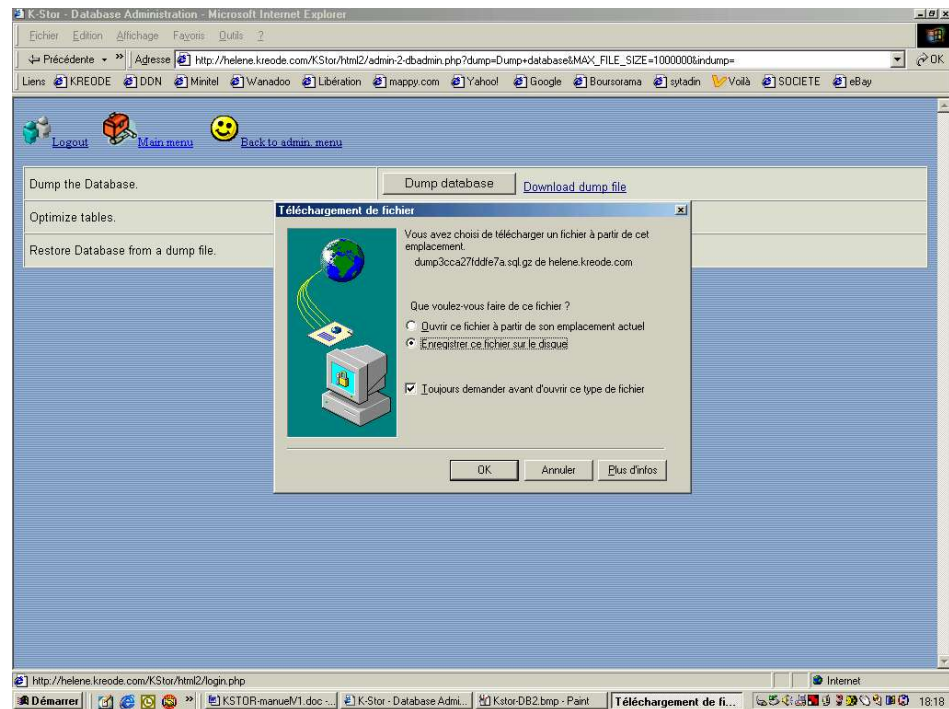 K-Stor - Database Administration - Microsoft Internet Explorer
Fichier Edition Affichage Favoris Outils ?
Précédente » Adresse http://helene.kreode.com/KStor/html2/admin-2-dbadmin.php?dump=Dump+database&MAX_FILE_SIZE=1000000&indump= OK
Liens KREODE DDN Minitel Wanadoo Libération mappy.com Yahoo! Google Boursorama sytadin Voilà SOCIETE eBay
Logout Main menu Back to admin. menu
Dump the Database. Dump database Download dump file
Optimize tables.
Restore Database from a dump file.
Téléchargement de fichier
Vous avez choisi de télécharger un fichier à partir de cet
emplacement.
dump3cca27fddfe7a.sql.gz de helene.kreode.com
Que voulez-vous faire de ce fichier ?
Ouvrir ce fichier à partir de son emplacement actuel
Enregistrer ce fichier sur le disque
Toujours demander avant d'ouvrir ce type de fichier
OK Annuler Plus d'infos
http://helene.kreode.com/KStor/html2/login.php Internet
Démarrer » KSTOR-manuelV1.doc -... K-Stor - Database Admi... KstorDB2.bmp - Paint Téléchargement de fi... 18:18